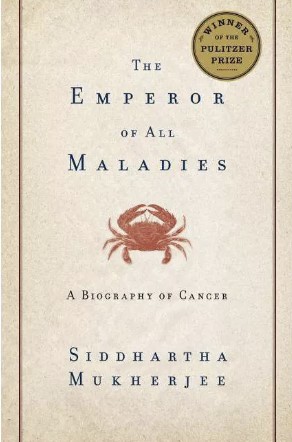 WINNER
OF THE
PULITZER
PRIZE
THE
EMPEROR
OF ALL
MALADIES
A BIOGRAPHY OF CANCER
SIDDHARTHA
MUKHERJEE